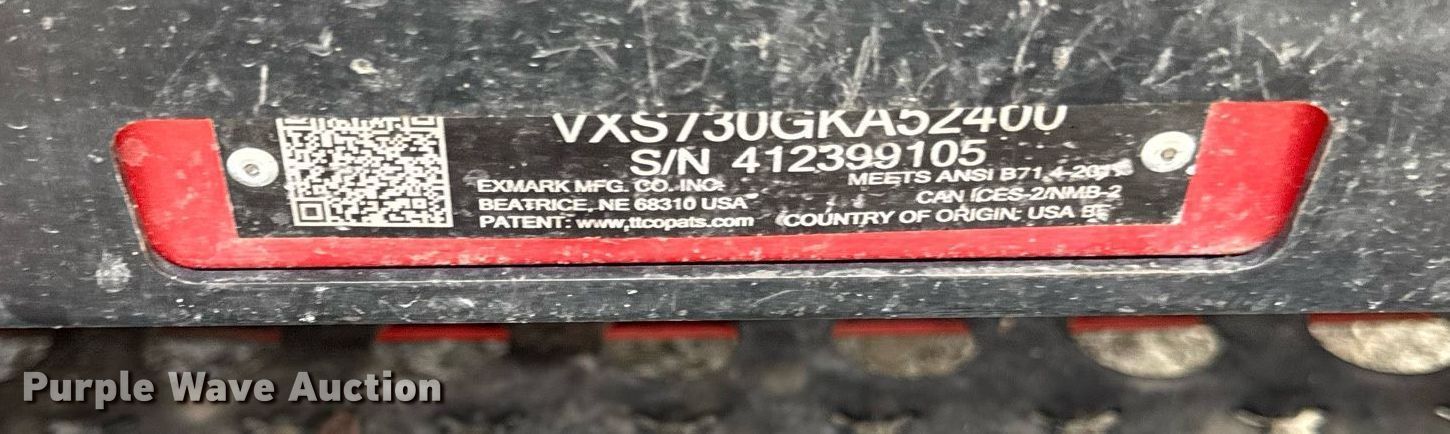 VXS730GKA52400
S/N 412399105
EXMARK MFG. CO. INC.
BEATRICE, NE 68310 USA
PATENT: www.ttcopats.com
MEETS ANSI B71.4-
CAN ICES-2/NMB-2
COUNTRY OF ORIGIN: USA BE
Purple Wave Auction